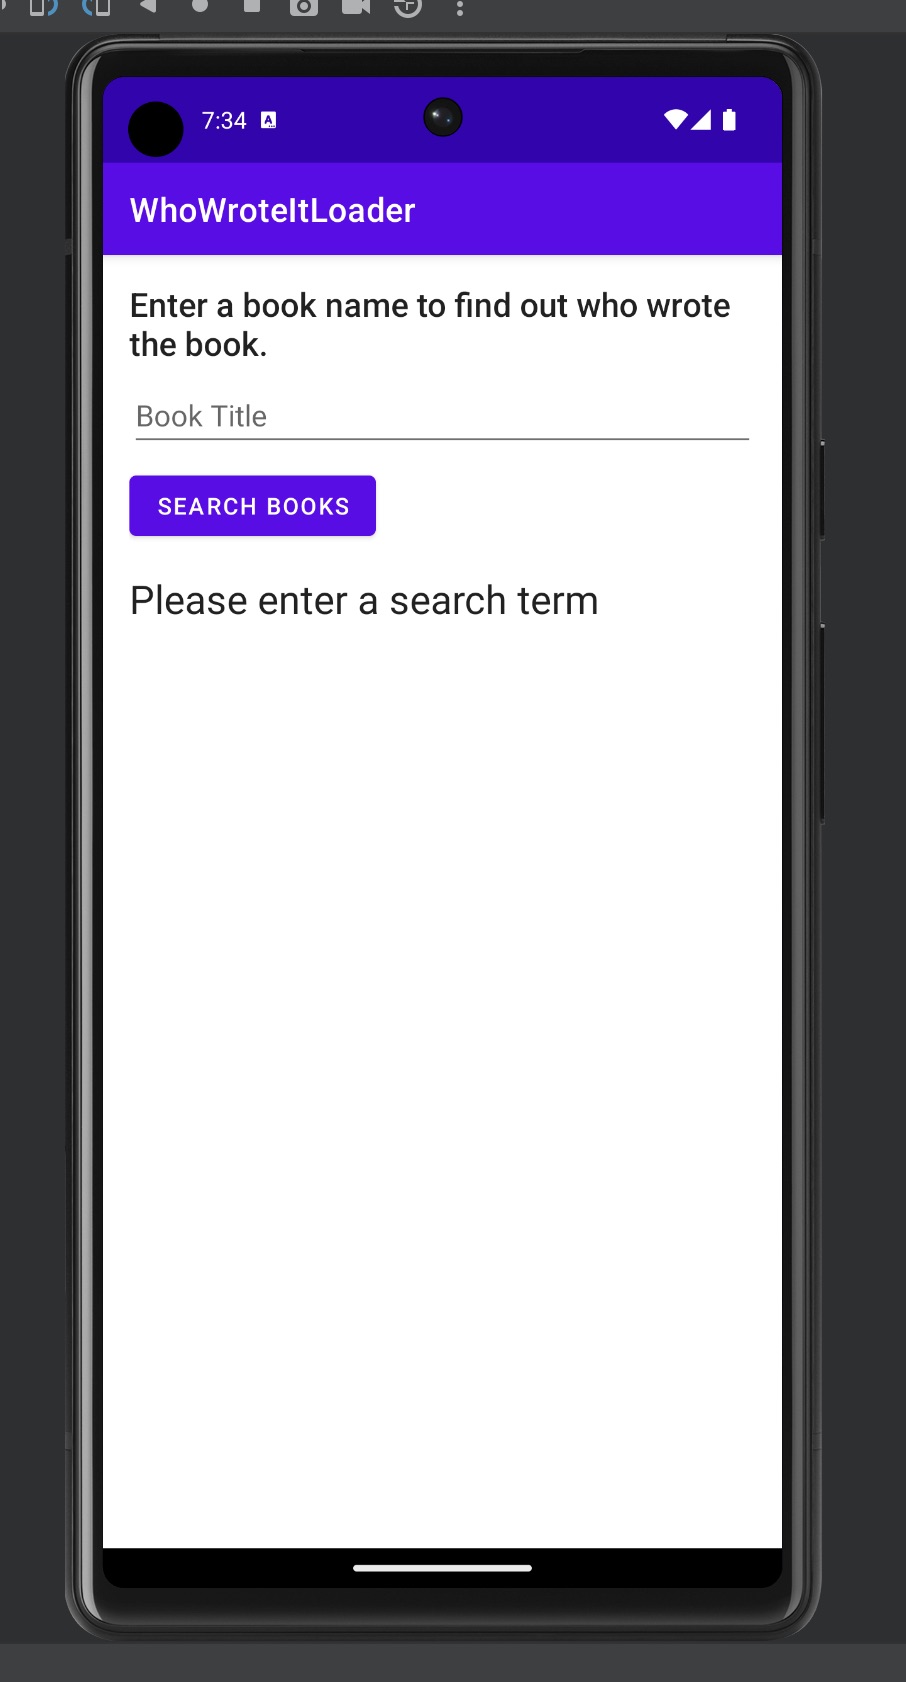 7:34
WhoWroteItLoader
Enter a book name to find out who wrote
the book.
Book Title
SEARCH BOOKS
Please enter a search term